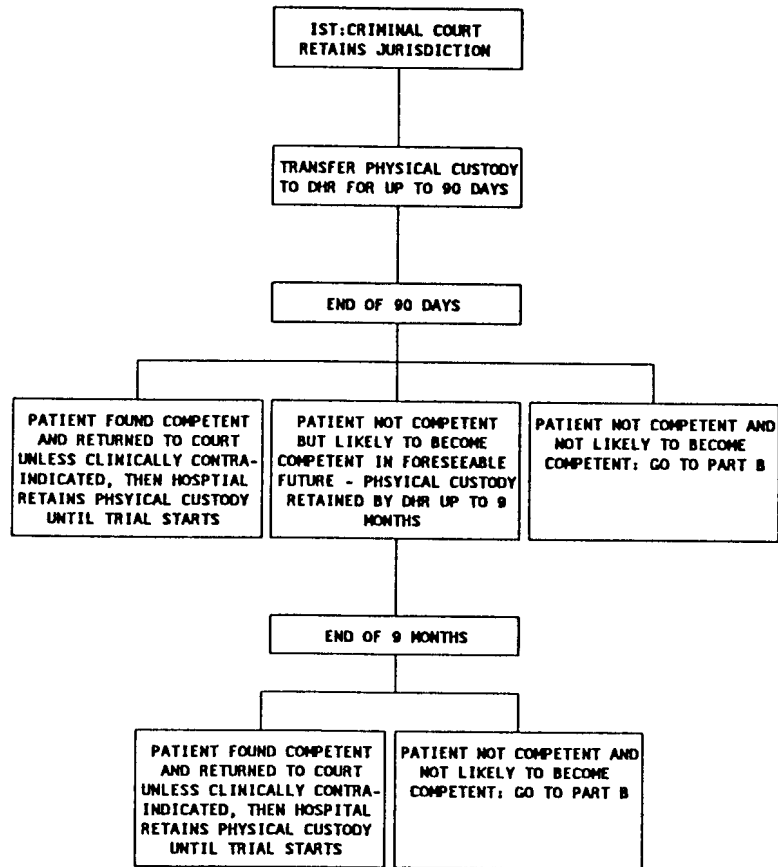 IST:CRIMINAL COURT
RETAINS JURISDICTION
TRANSFER PHYSICAL CUSTODY
TO DHR FOR UP TO 90 DAYS
END OF 90 DAYS
PATIENT FOUND COMPETENT
AND RETURNED TO COURT
UNLESS CLINICALLY CONTRA-
INDICATED, THEN HOSPTIAL
RETAINS PHSYICAL CUSTODY
UNTIL TRIAL STARTS
PATIENT NOT COMPETENT
BUT LIKELY TO BECOME
COMPETENT IN FORESEEABLE
FUTURE - PHYSICAL CUSTODY
RETAINED BY DHR UP TO 9
MONTHS
PATIENT NOT COMPETENT AND
NOT LIKELY TO BECOME
COMPETENT: GO TO PART B
END OF 9 MONTHS
PATIENT FOUND COMPETENT
AND RETURNED TO COURT
UNLESS CLINICALLY CONTRA-
INDICATED, THEN HOSPITAL
RETAINS PHYSICAL CUSTODY
UNTIL TRIAL STARTS
PATIENT NOT COMPETENT AND
NOT LIKELY TO BECOME
COMPETENT: GO TO PART B